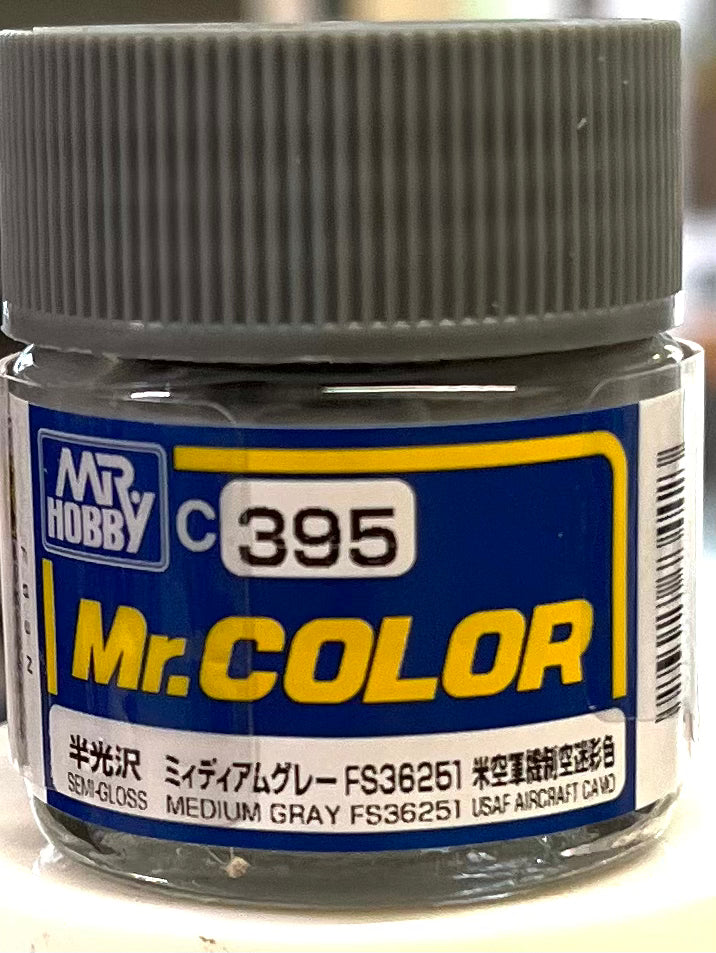 MR.
HOBBY
C 395
Mr.COLOR
半光沢 ミィディアムグレー FS36251 米空軍機制空迷彩色
SEMI-GLOSS MEDIUM GRAY FS36251 USAF AIRCRAFT CAMO